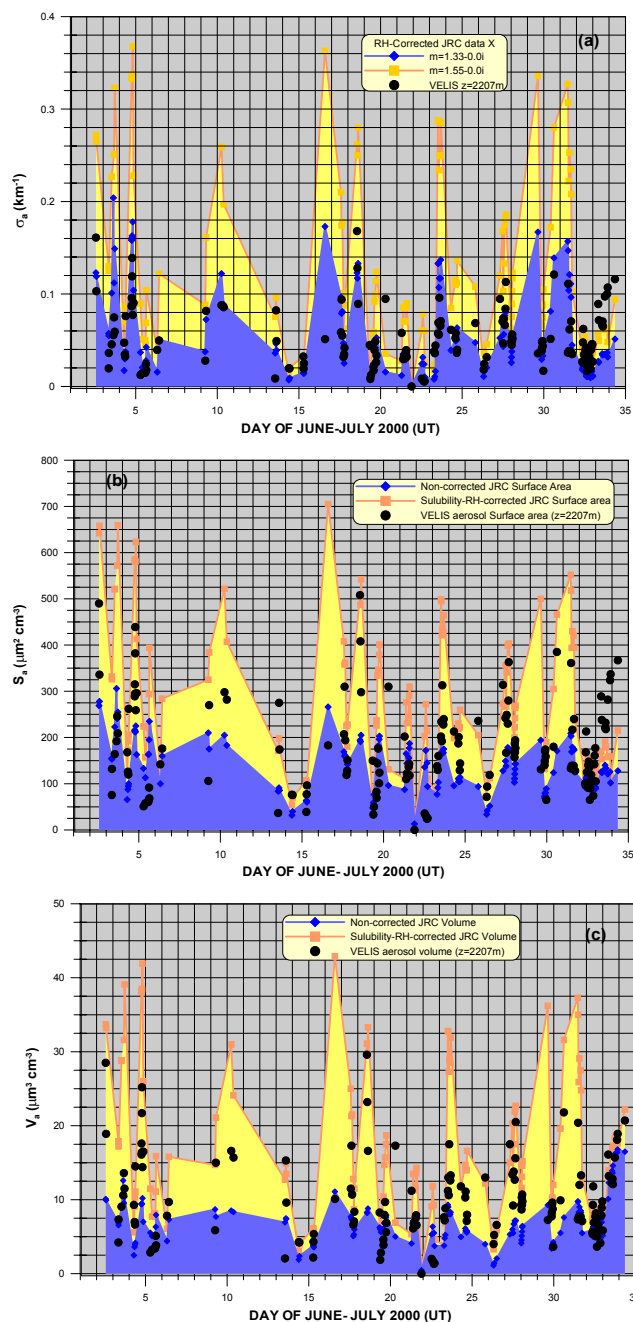 0.4
0.3
0.2
0.1
0
σa (km-1)
(a)
RH-Corrected JRC data X
m=1.33-0.0i
m=1.55-0.0i
VELIS z=2207m
5 10 15 20 25 30 35
DAY OF JUNE-JULY 2000 (UT)
800
700
600
500
400
300
200
100
0
Sa (μm2 cm-3)
(b)
Non-corrected JRC Surface Area
Sulubility-RH-corrected JRC Surface area
VELIS aerosol Surface area (z=2207m)
5 10 15 20 25 30 35
DAY OF JUNE- JULY 2000 (UT)
50
40
30
20
10
0
Va (μm3 cm-3)
(c)
Non-corrected JRC Volume
Sulubility-RH-corrected JRC Volume
VELIS aerosol volume (z=2207m)
5 10 15 20 25 30 35
DAY OF JUNE- JULY 2000 (UT)